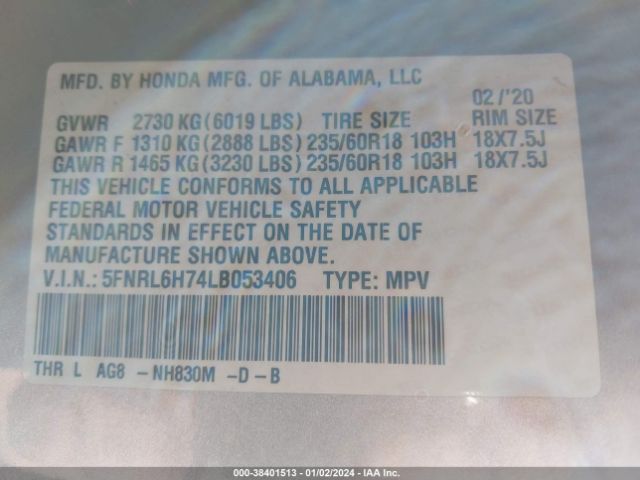 MFD. BY HONDA MFG. OF ALABAMA, LLC
02 /'20
GVWR 2730 KG (6019 LBS) TIRE SIZE RIM SIZE
GAWR F 1310 KG (2888 LBS) 235/60R18 103H 18X7.5J
GAWR R 1465 KG (3230 LBS) 235/60R18 103H 18X7.5J
THIS VEHICLE CONFORMS TO ALL APPLICABLE
FEDERAL MOTOR VEHICLE SAFETY
STANDARDS IN EFFECT ON THE DATE OF
MANUFACTURE SHOWN ABOVE.
V.I.N.: 5FNRL6H74LB053406 TYPE: MPV
THR L AG8 -NH830M -D-B
000-38401513 - 01/02/2024 - IAAI.COM